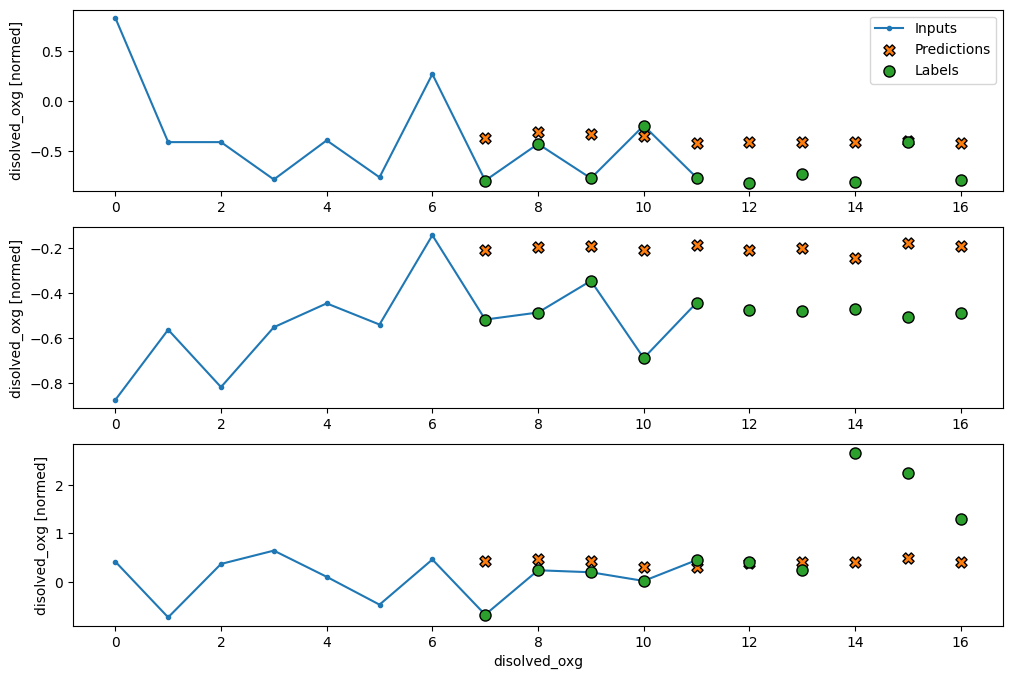 disolved_oxg [normed]
0.5
0.0
−0.5
0 2 4 6 8 10 12 14 16
Inputs
Predictions
Labels
disolved_oxg [normed]
−0.2
−0.4
−0.6
−0.8
0 2 4 6 8 10 12 14 16
disolved_oxg [normed]
2
1
0
0 2 4 6 8 10 12 14 16
disolved_oxg